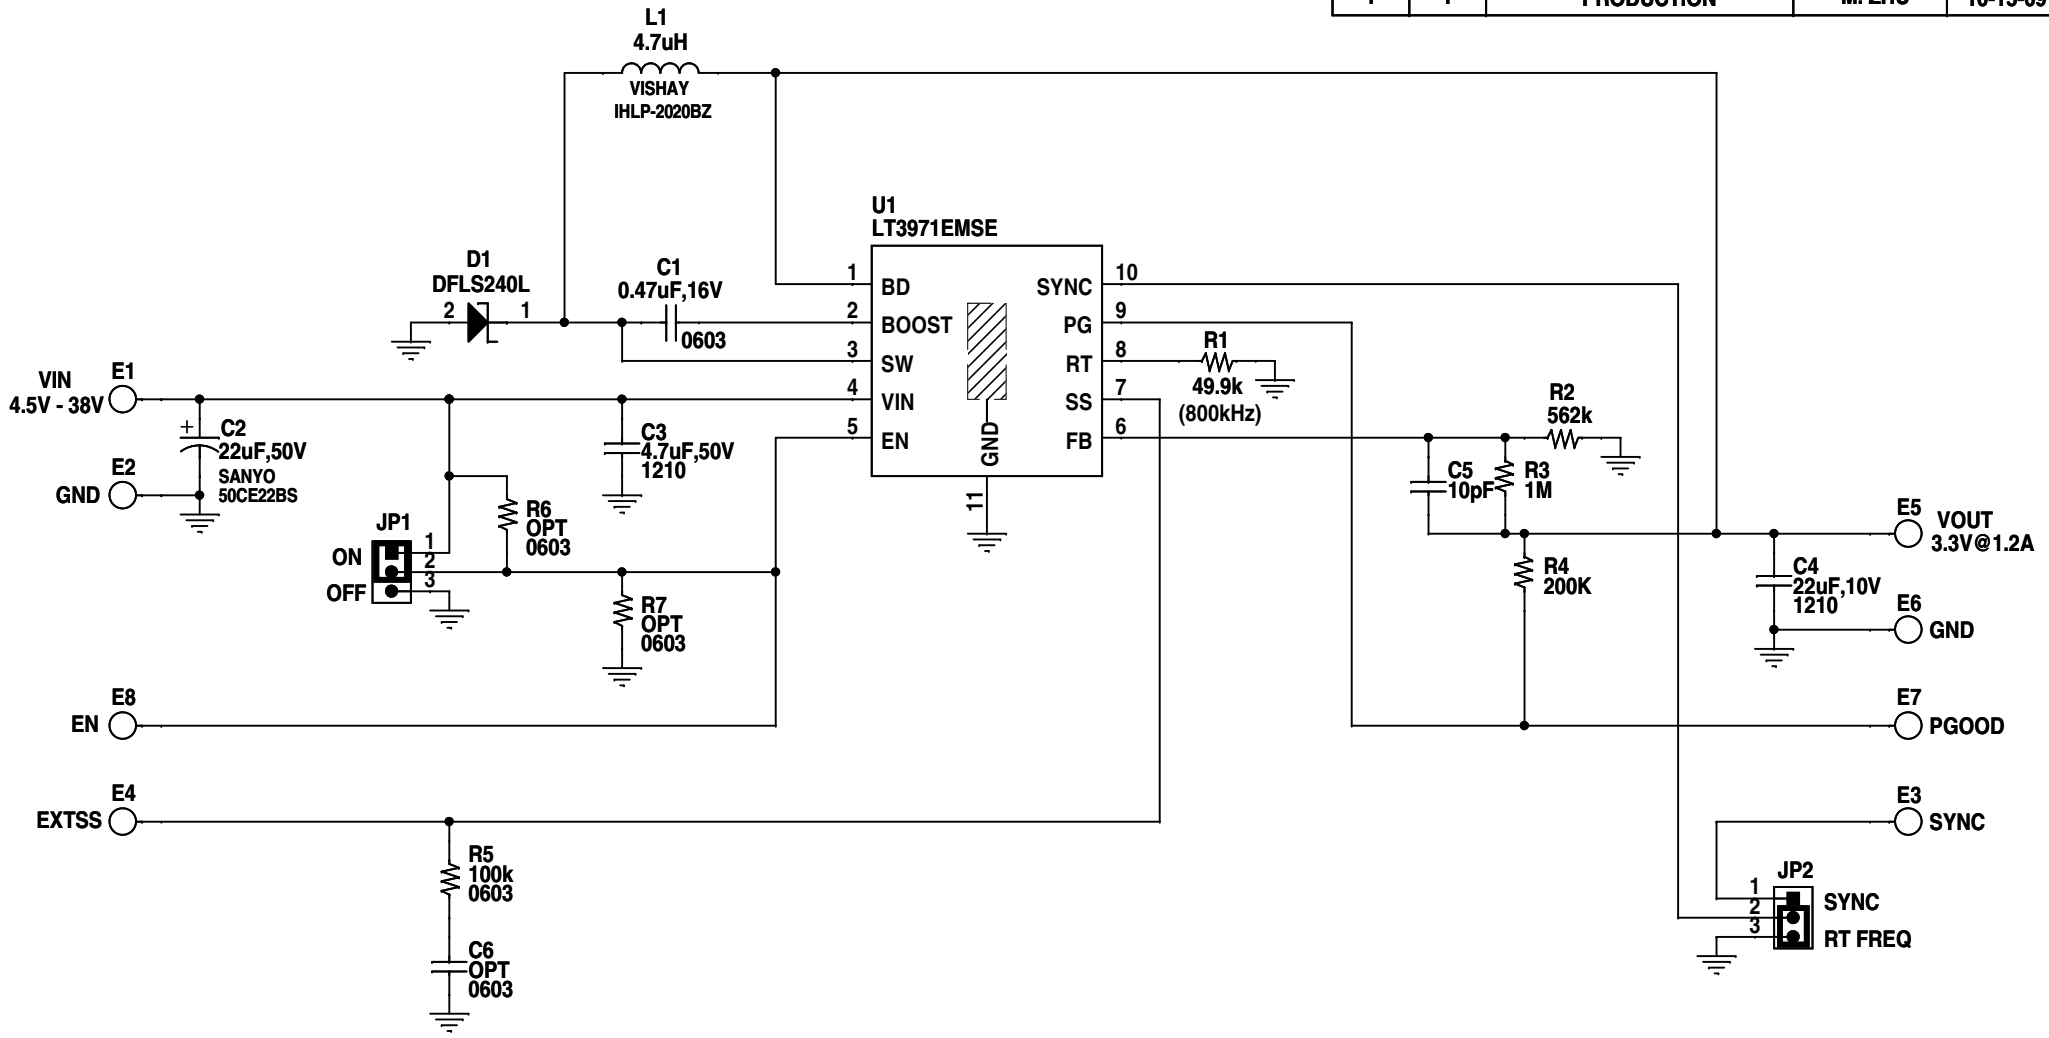 PRODUCTION
L1
4.7uH
VISHAY
IHLP-2020BZ
U1
LT3971EMSE
D1
DFLS240L
2
1
C1
0.47uF,16V
0603
1
BD
2
BOOST
3
SW
4
VIN
5
EN
GND
11
SYNC
10
PG
9
RT
8
SS
7
FB
6
R1
49.9k
(800kHz)
VIN
4.5V - 38V
E1
E2
GND
+
C2
22uF,50V
SANYO
50CE22BS
C3
4.7uF,50V
1210
R6
OPT
0603
JP1
ON
OFF
1
2
3
R7
OPT
0603
R2
562k
C5
10pF
R3
1M
R4
200K
E5
VOUT
3.3V@1.2A
C4
22uF,10V
1210
E6
GND
E8
EN
E7
PGOOD
E4
EXTSS
E3
SYNC
R5
100k
0603
C6
OPT
0603
JP2
1
2
3
SYNC
RT FREQ